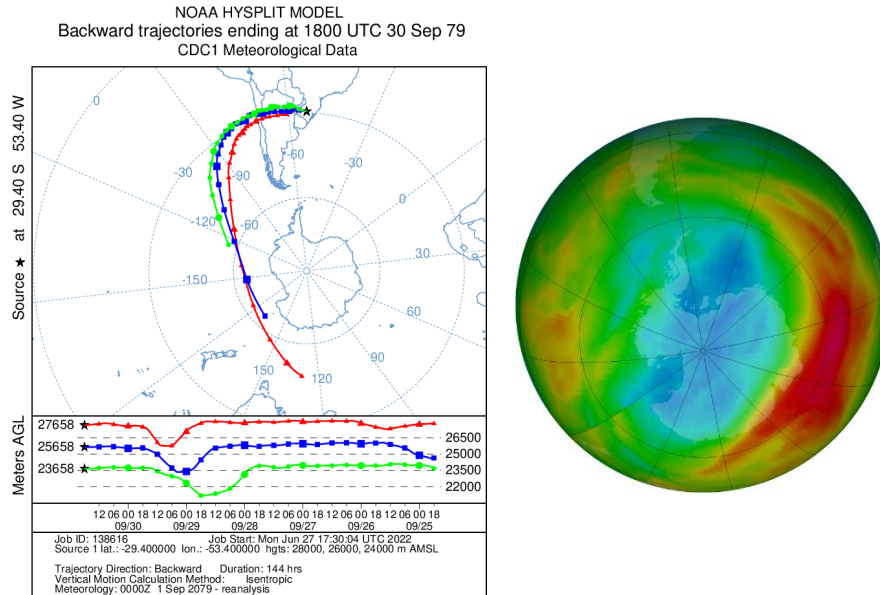 NOAA HYSPLIT MODEL
Backward trajectories ending at 1800 UTC 30 Sep 79
CDC1 Meteorological Data
Source ★ at 29.40 S 53.40 W
0
-30
-60
-90
-120
-150
-60
-30
0
30
60
90
120
150
Meters AGL
27658
25658
23658
26500
25000
23500
22000
12 06 00 18 12 06 00 18 12 06 00 18 12 06 00 18 12 06 00 18 12 06 00 18
09/30 09/29 09/28 09/27 09/26 09/25
Job ID: 138616 Job Start: Mon Jun 27 17:30:04 UTC 2022
Source 1 lat.: -29.400000 lon.: -53.400000 hgts: 28000, 26000, 24000 m AMSL
Trajectory Direction: Backward Duration: 144 hrs
Vertical Motion Calculation Method: Isentropic
Meteorology: 0000Z 1 Sep 2079 - reanalysis